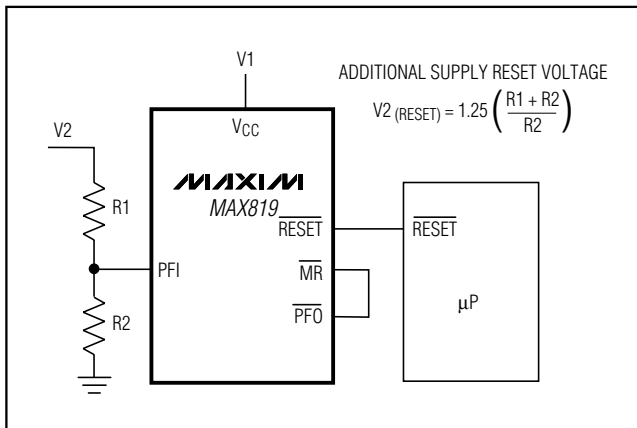 V1
ADDITIONAL SUPPLY RESET VOLTAGE
V2 (RESET) = 1.25 (R1 + R2 / R2)
V2
VCC
MAXIM
MAX819
R1
RESET
RESET
PFI
MR
R2
PFO
µP